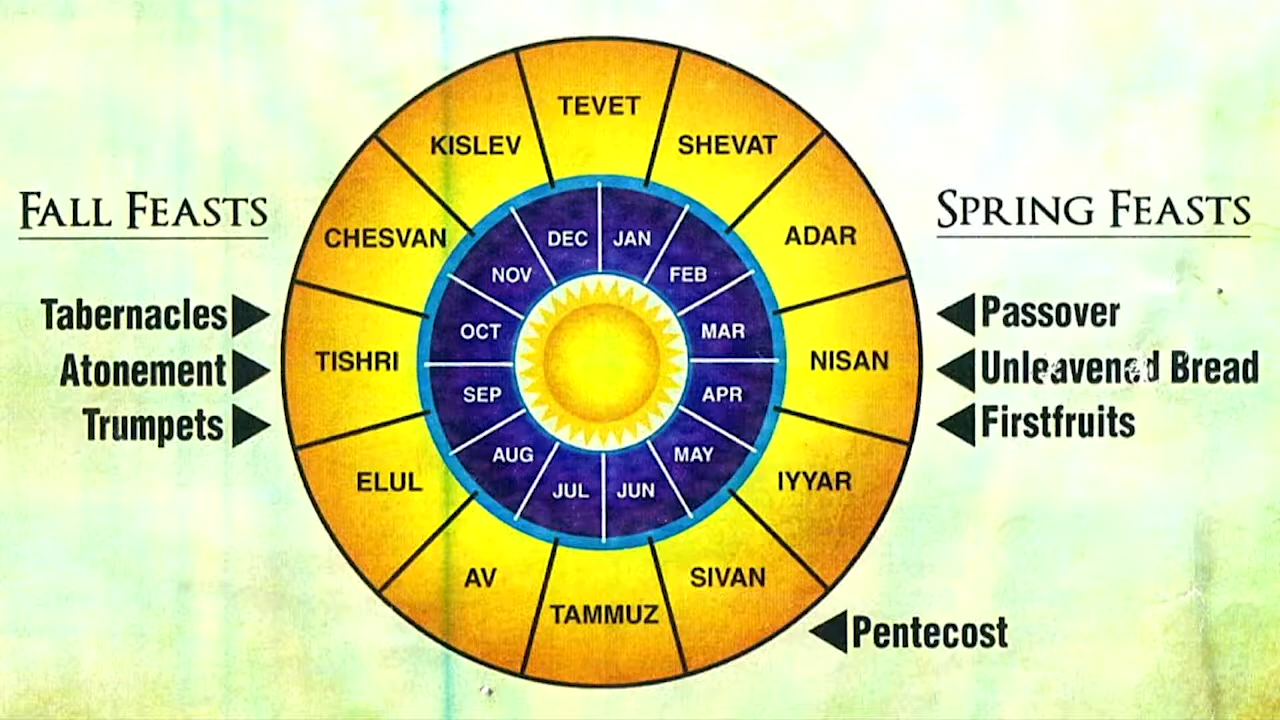 FALL FEASTS
Tabernacles
Atonement
Trumpets
TEVET
SHEVAT
ADAR
NISAN
IYYAR
SIVAN
TAMMUZ
AV
ELUL
TISHRI
CHESVAN
KISLEV
JAN
FEB
MAR
APR
MAY
JUN
JUL
AUG
SEP
OCT
NOV
DEC
SPRING FEASTS
Passover
Unleavened Bread
Firstfruits
Pentecost